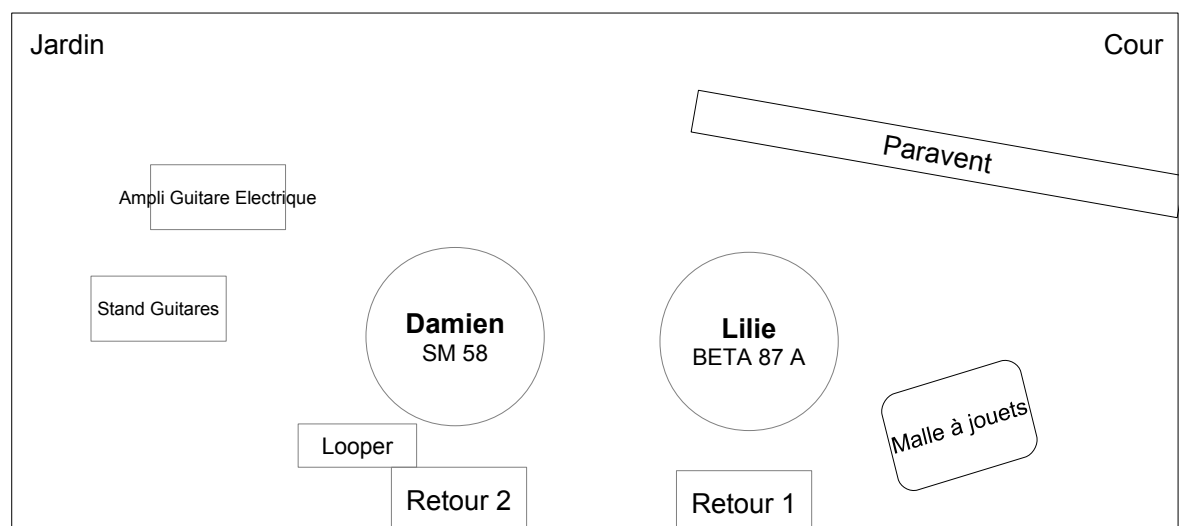 Jardin
Cour
Paravent
Ampli Guitare Electrique
Stand Guitares
Damien
SM 58
Lilie
BETA 87 A
Malle à jouets
Looper
Retour 2
Retour 1